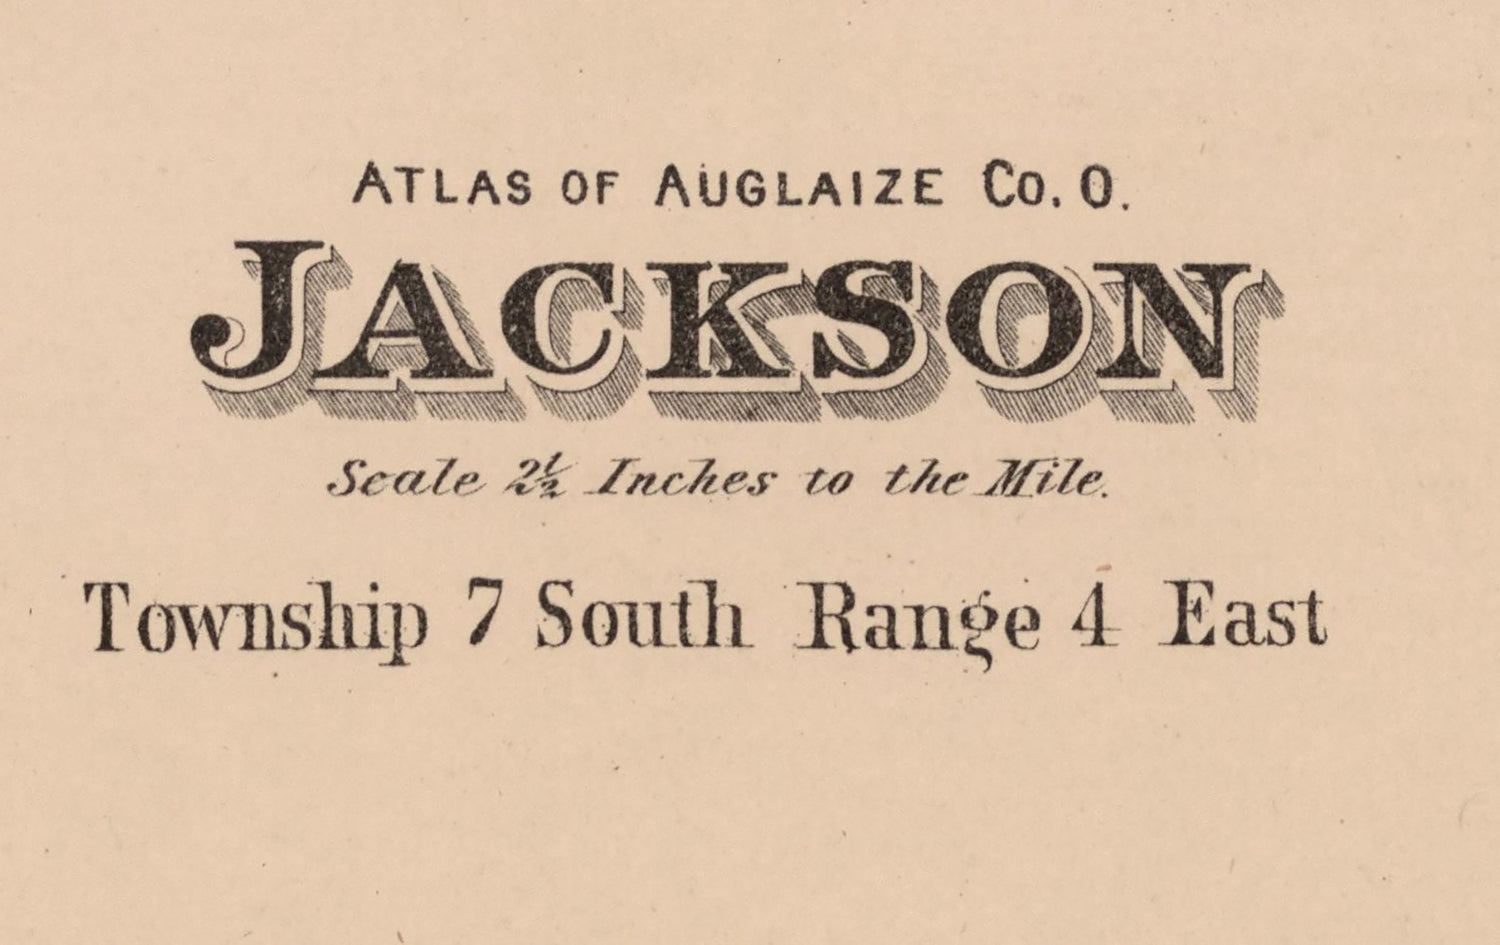 ATLAS OF AUGLAIZE CO. O.
JACKSON
Scale 2½ Inches to the Mile.
Township 7 South Range 4 East